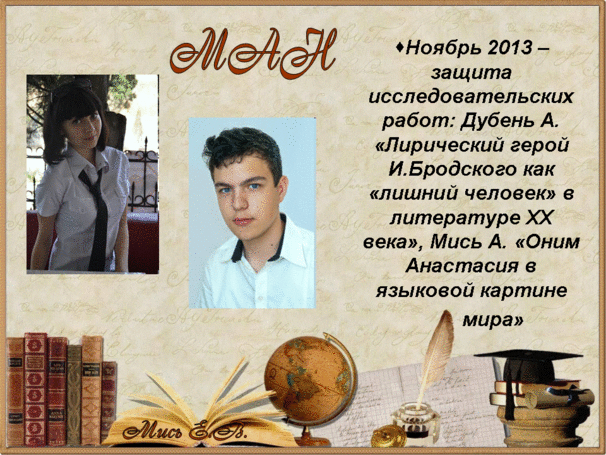 МАН
♦Ноябрь 2013 –
защита
исследовательских
работ: Дубень А.
«Лирический герой
И.Бродского как
«лишний человек» в
литературе XX
века», Мись А. «Оним
Анастасия в
языковой картине
мира»
Мись Е.В.